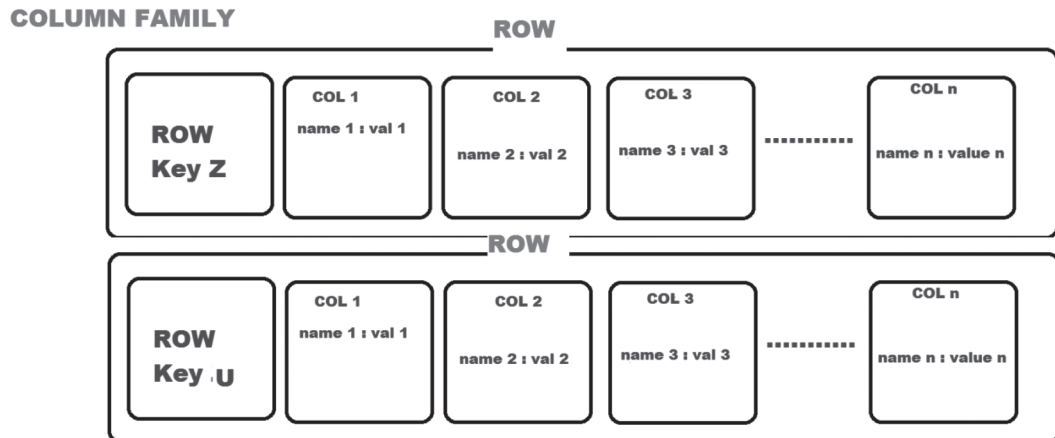 COLUMN FAMILY
ROW
ROW
Key Z
COL 1
name 1 : val 1
COL 2
name 2 : val 2
COL 3
name 3 : val 3
COL n
name n : value n
ROW
ROW
Key U
COL 1
name 1 : val 1
COL 2
name 2 : val 2
COL 3
name 3 : val 3
COL n
name n : value n